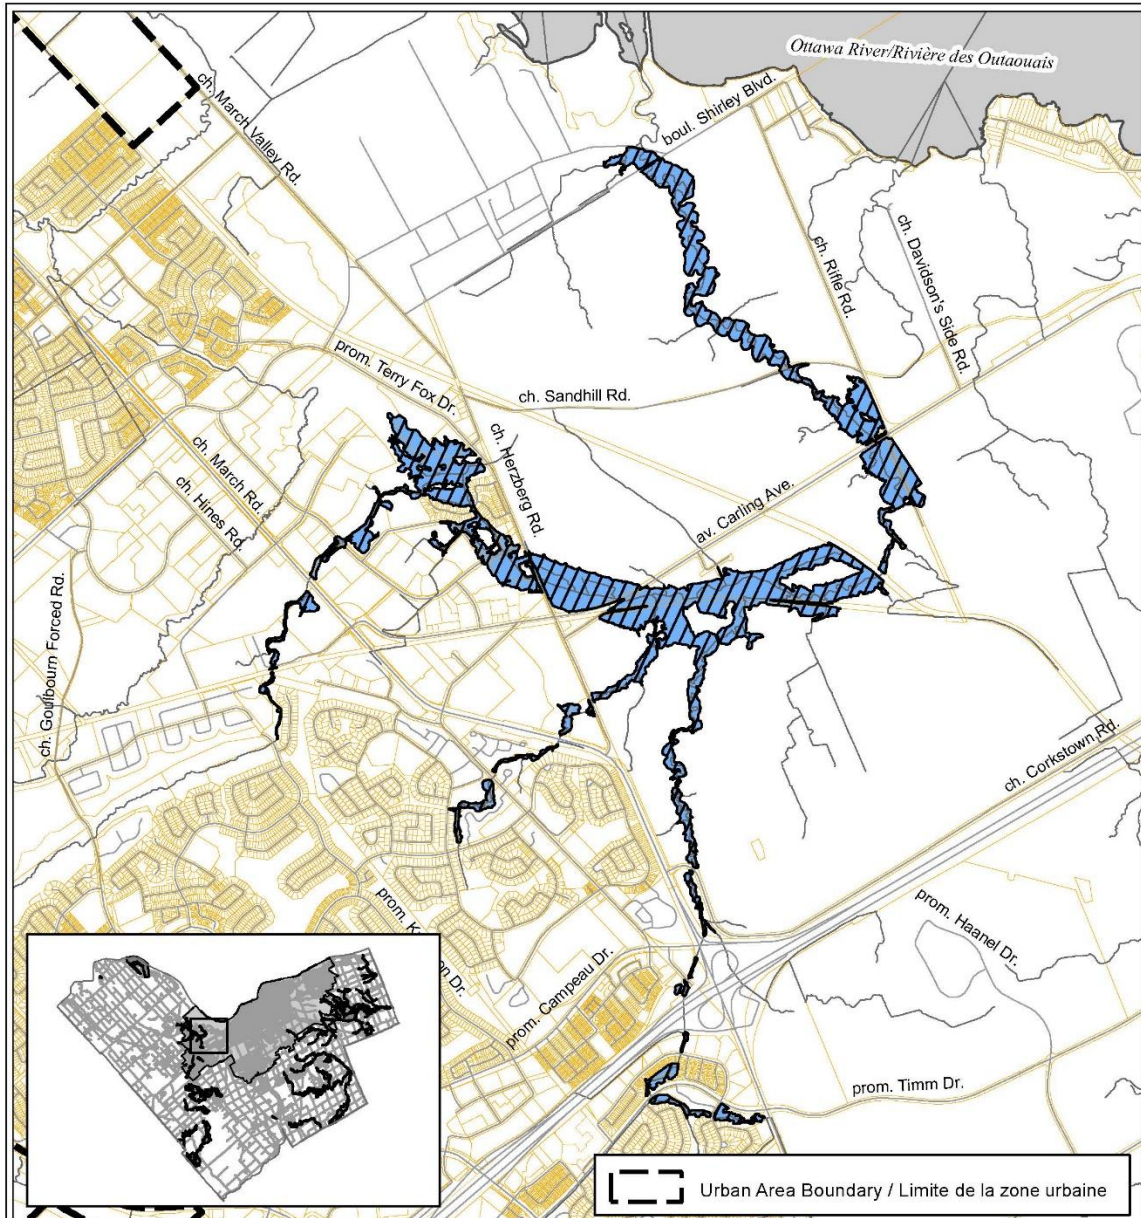 Ottawa River/Rivière des Outaouais
ch. March Valley Rd.
boul. Shirley Blvd.
ch. Rifle Rd.
ch. Davidson's Side Rd.
prom. Terry Fox Dr.
ch. Sandhill Rd.
ch. March Rd.
ch. Herzberg Rd.
ch. Hines Rd.
av. Carling Ave.
ch. Goulbourn Forced Rd.
ch. Corkstown Rd.
prom. Haanel Dr.
prom. K
on Dr.
prom. Campeau Dr.
prom. Timm Dr.
Urban Area Boundary / Limite de la zone urbaine